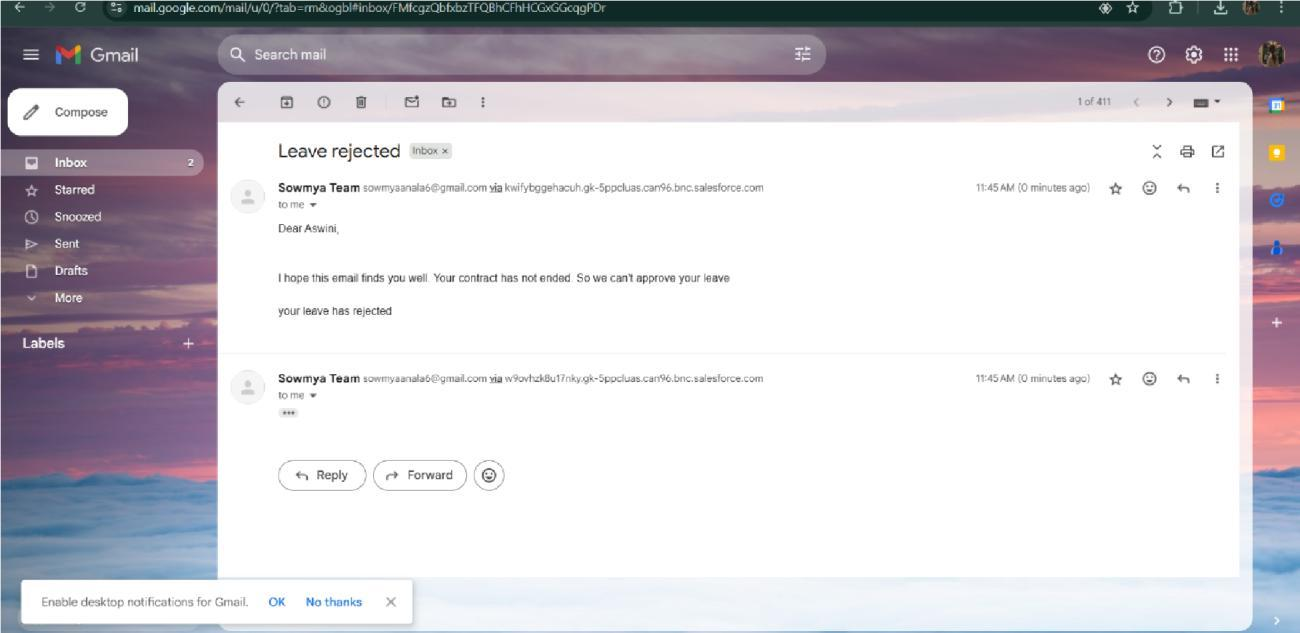 mail.google.com/mail/u/0/?tab=rm&ogbl#inbox/FMfcgzQbfxbzTFQBhCFhHCGxGGcqgPDr
Gmail
Search mail
Compose
1 of 411
Inbox 2
Starred
Snoozed
Sent
Drafts
More
Labels
Leave rejected Inbox ×
Sowmya Team sowmyaanala6@gmail.com via kwifybggehacuh.gk-5ppcluas.can96.bnc.salesforce.com 11:45 AM (0 minutes ago)
to me
Dear Aswini,
I hope this email finds you well. Your contract has not ended. So we can't approve your leave
your leave has rejected
Sowmya Team sowmyaanala6@gmail.com via w9ovhzk8u17nky.gk-5ppcluas.can96.bnc.salesforce.com 11:45 AM (0 minutes ago)
to me
Reply Forward
Enable desktop notifications for Gmail. OK No thanks